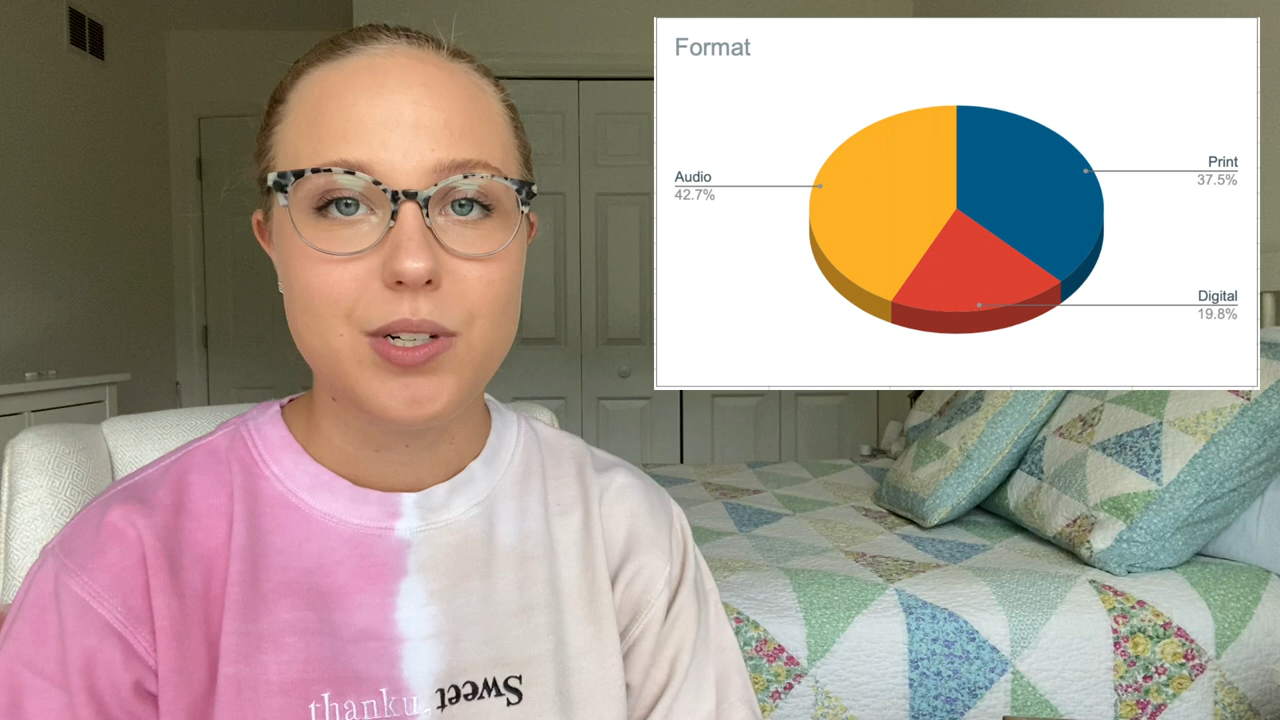 Format
Audio
42.7%
Print
37.5%
Digital
19.8%
thanku, Sweet